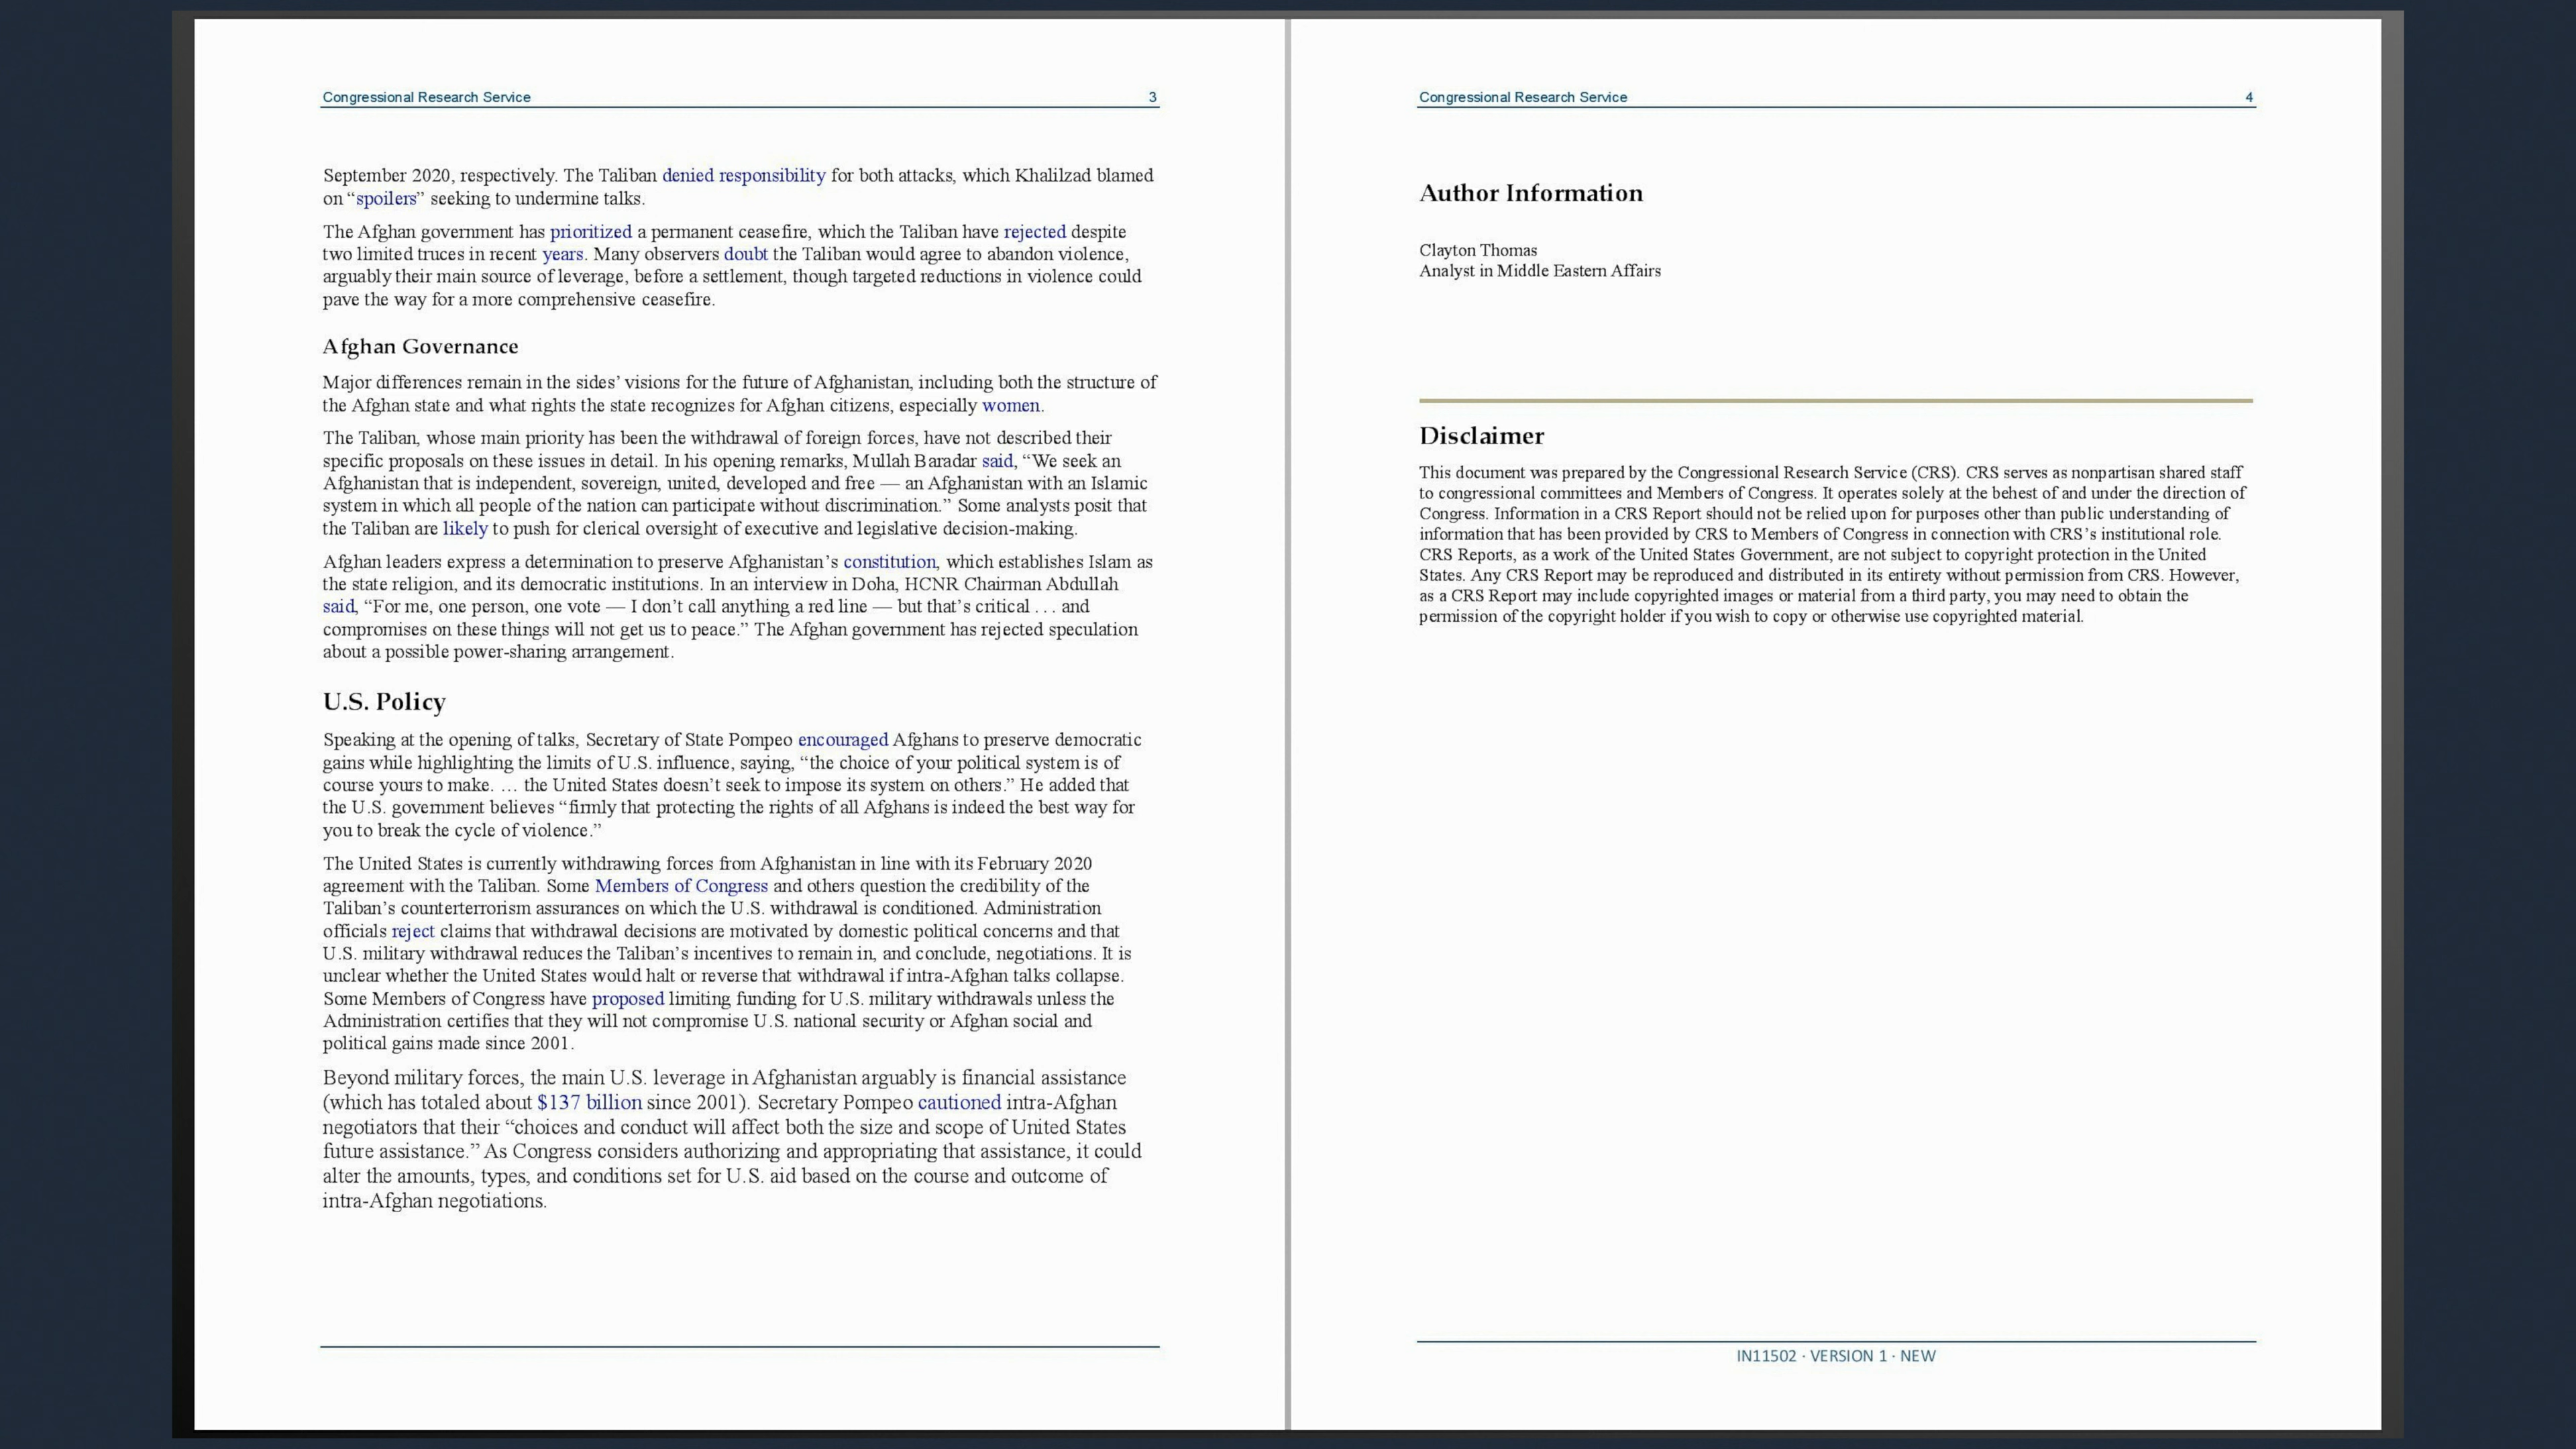 Congressional Research Service 3
September 2020, respectively. The Taliban denied responsibility for both attacks, which Khalilzad blamed
on “spoilers” seeking to undermine talks.
The Afghan government has prioritized a permanent ceasefire, which the Taliban have rejected despite
two limited truces in recent years. Many observers doubt the Taliban would agree to abandon violence,
arguably their main source of leverage, before a settlement, though targeted reductions in violence could
pave the way for a more comprehensive ceasefire.
Afghan Governance
Major differences remain in the sides’ visions for the future of Afghanistan, including both the structure of
the Afghan state and what rights the state recognizes for Afghan citizens, especially women.
The Taliban, whose main priority has been the withdrawal of foreign forces, have not described their
specific proposals on these issues in detail. In his opening remarks, Mullah Baradar said, “We seek an
Afghanistan that is independent, sovereign, united, developed and free — an Afghanistan with an Islamic
system in which all people of the nation can participate without discrimination.” Some analysts posit that
the Taliban are likely to push for clerical oversight of executive and legislative decision-making.
Afghan leaders express a determination to preserve Afghanistan’s constitution, which establishes Islam as
the state religion, and its democratic institutions. In an interview in Doha, HCNR Chairman Abdullah
said, “For me, one person, one vote — I don’t call anything a red line — but that’s critical . . . and
compromises on these things will not get us to peace.” The Afghan government has rejected speculation
about a possible power-sharing arrangement.
U.S. Policy
Speaking at the opening of talks, Secretary of State Pompeo encouraged Afghans to preserve democratic
gains while highlighting the limits of U.S. influence, saying, “the choice of your political system is of
course yours to make. … the United States doesn’t seek to impose its system on others.” He added that
the U.S. government believes “firmly that protecting the rights of all Afghans is indeed the best way for
you to break the cycle of violence.”
The United States is currently withdrawing forces from Afghanistan in line with its February 2020
agreement with the Taliban. Some Members of Congress and others question the credibility of the
Taliban’s counterterrorism assurances on which the U.S. withdrawal is conditioned. Administration
officials reject claims that withdrawal decisions are motivated by domestic political concerns and that
U.S. military withdrawal reduces the Taliban’s incentives to remain in, and conclude, negotiations. It is
unclear whether the United States would halt or reverse that withdrawal if intra-Afghan talks collapse.
Some Members of Congress have proposed limiting funding for U.S. military withdrawals unless the
Administration certifies that they will not compromise U.S. national security or Afghan social and
political gains made since 2001.
Beyond military forces, the main U.S. leverage in Afghanistan arguably is financial assistance
(which has totaled about $137 billion since 2001). Secretary Pompeo cautioned intra-Afghan
negotiators that their “choices and conduct will affect both the size and scope of United States
future assistance.” As Congress considers authorizing and appropriating that assistance, it could
alter the amounts, types, and conditions set for U.S. aid based on the course and outcome of
intra-Afghan negotiations.
Congressional Research Service 4
Author Information
Clayton Thomas
Analyst in Middle Eastern Affairs
Disclaimer
This document was prepared by the Congressional Research Service (CRS). CRS serves as nonpartisan shared staff
to congressional committees and Members of Congress. It operates solely at the behest of and under the direction of
Congress. Information in a CRS Report should not be relied upon for purposes other than public understanding of
information that has been provided by CRS to Members of Congress in connection with CRS’s institutional role.
CRS Reports, as a work of the United States Government, are not subject to copyright protection in the United
States. Any CRS Report may be reproduced and distributed in its entirety without permission from CRS. However,
as a CRS Report may include copyrighted images or material from a third party, you may need to obtain the
permission of the copyright holder if you wish to copy or otherwise use copyrighted material.
IN11502 · VERSION 1 · NEW